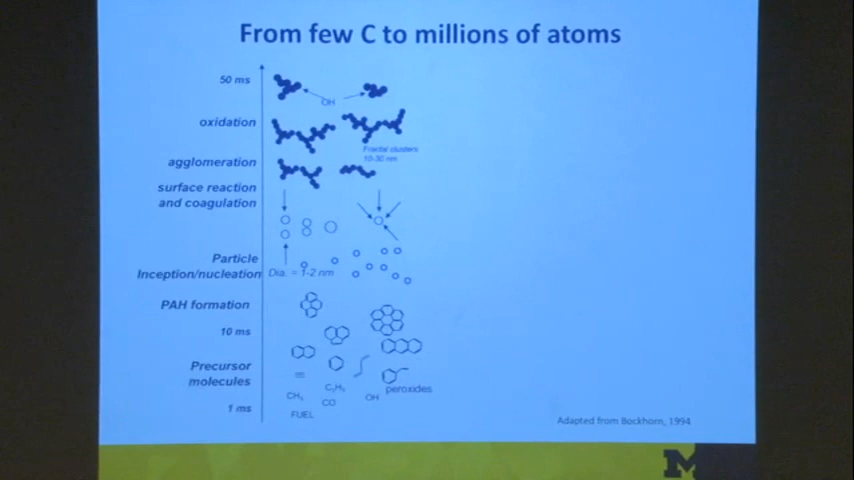 From few C to millions of atoms
50 ms
OH
oxidation
Fractal clusters
10-30 nm
agglomeration
surface reaction
and coagulation
Particle
Inception/nucleation
Dia. = 1-2 nm
PAH formation
10 ms
Precursor
molecules
CH₃
C₂H₂
CO
OH
peroxides
1 ms
FUEL
Adapted from Bockhorn, 1994
M